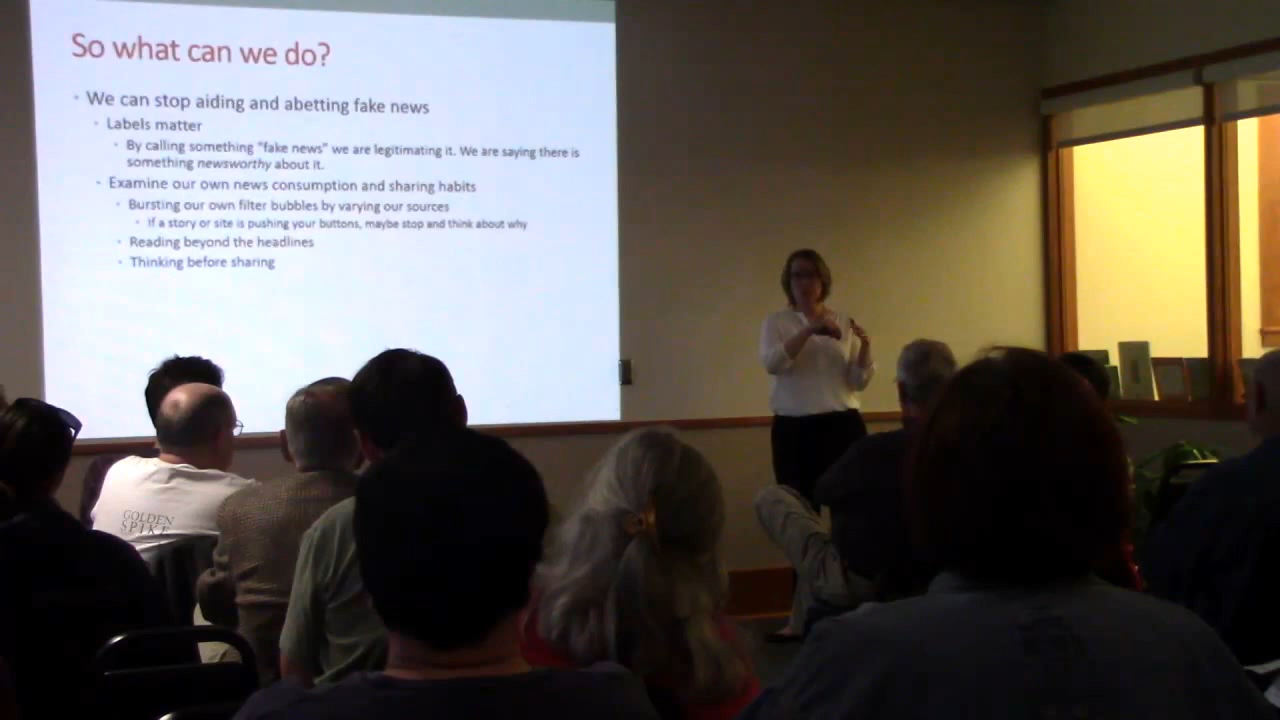 So what can we do?
We can stop aiding and abetting fake news
Labels matter
By calling something “fake news” we are legitimating it. We are saying there is
something newsworthy about it.
Examine our own news consumption and sharing habits
Bursting our own filter bubbles by varying our sources
If a story or site is pushing your buttons, maybe stop and think about why
Reading beyond the headlines
Thinking before sharing
GOLDEN
SPIKE